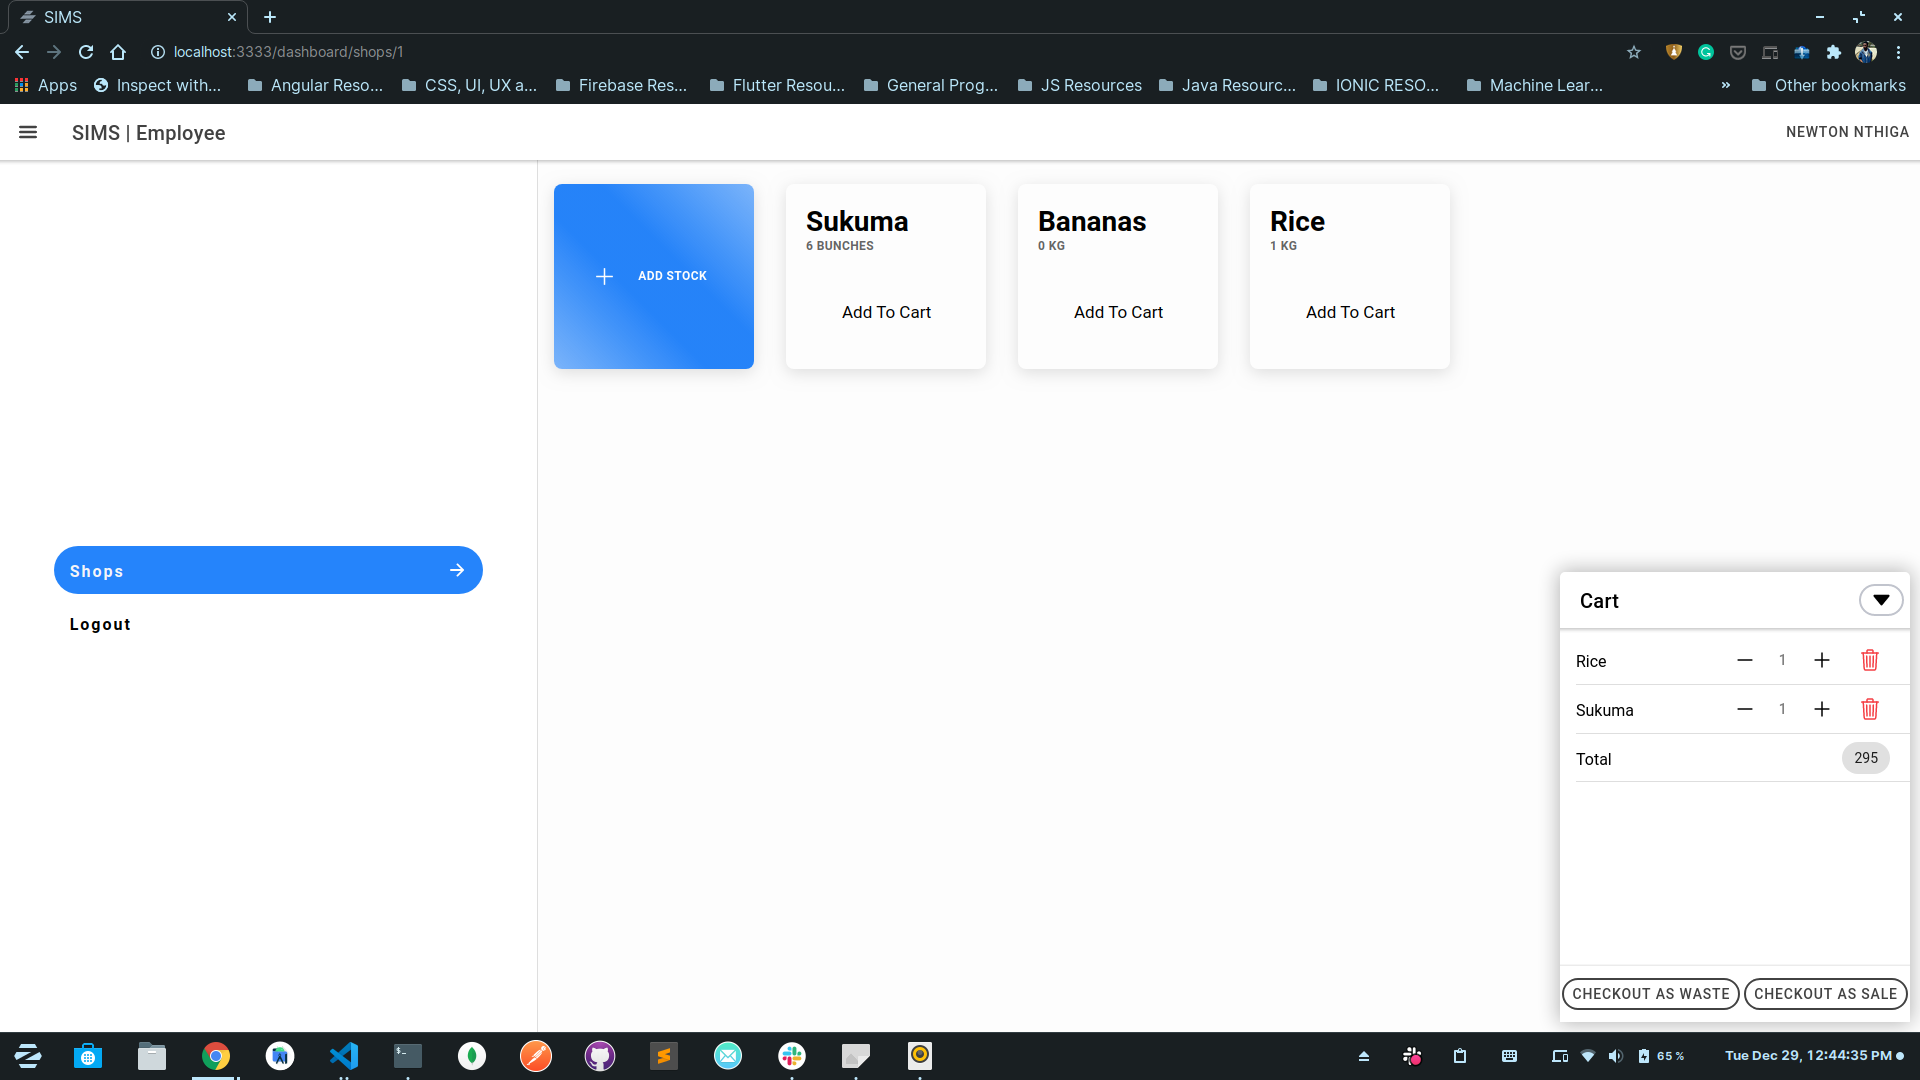 SIMS
localhost:3333/dashboard/shops/1
Apps Inspect with... Angular Reso... CSS, UI, UX a... Firebase Res... Flutter Resou... General Prog... JS Resources Java Resourc... IONIC RESO... Machine Lear... » Other bookmarks
SIMS | Employee
NEWTON NTHIGA
ADD STOCK
Sukuma
6 BUNCHES
Add To Cart
Bananas
0 KG
Add To Cart
Rice
1 KG
Add To Cart
Shops
Logout
Cart
Rice 1
Sukuma 1
Total 295
CHECKOUT AS WASTE CHECKOUT AS SALE
65 % Tue Dec 29, 12:44:35 PM